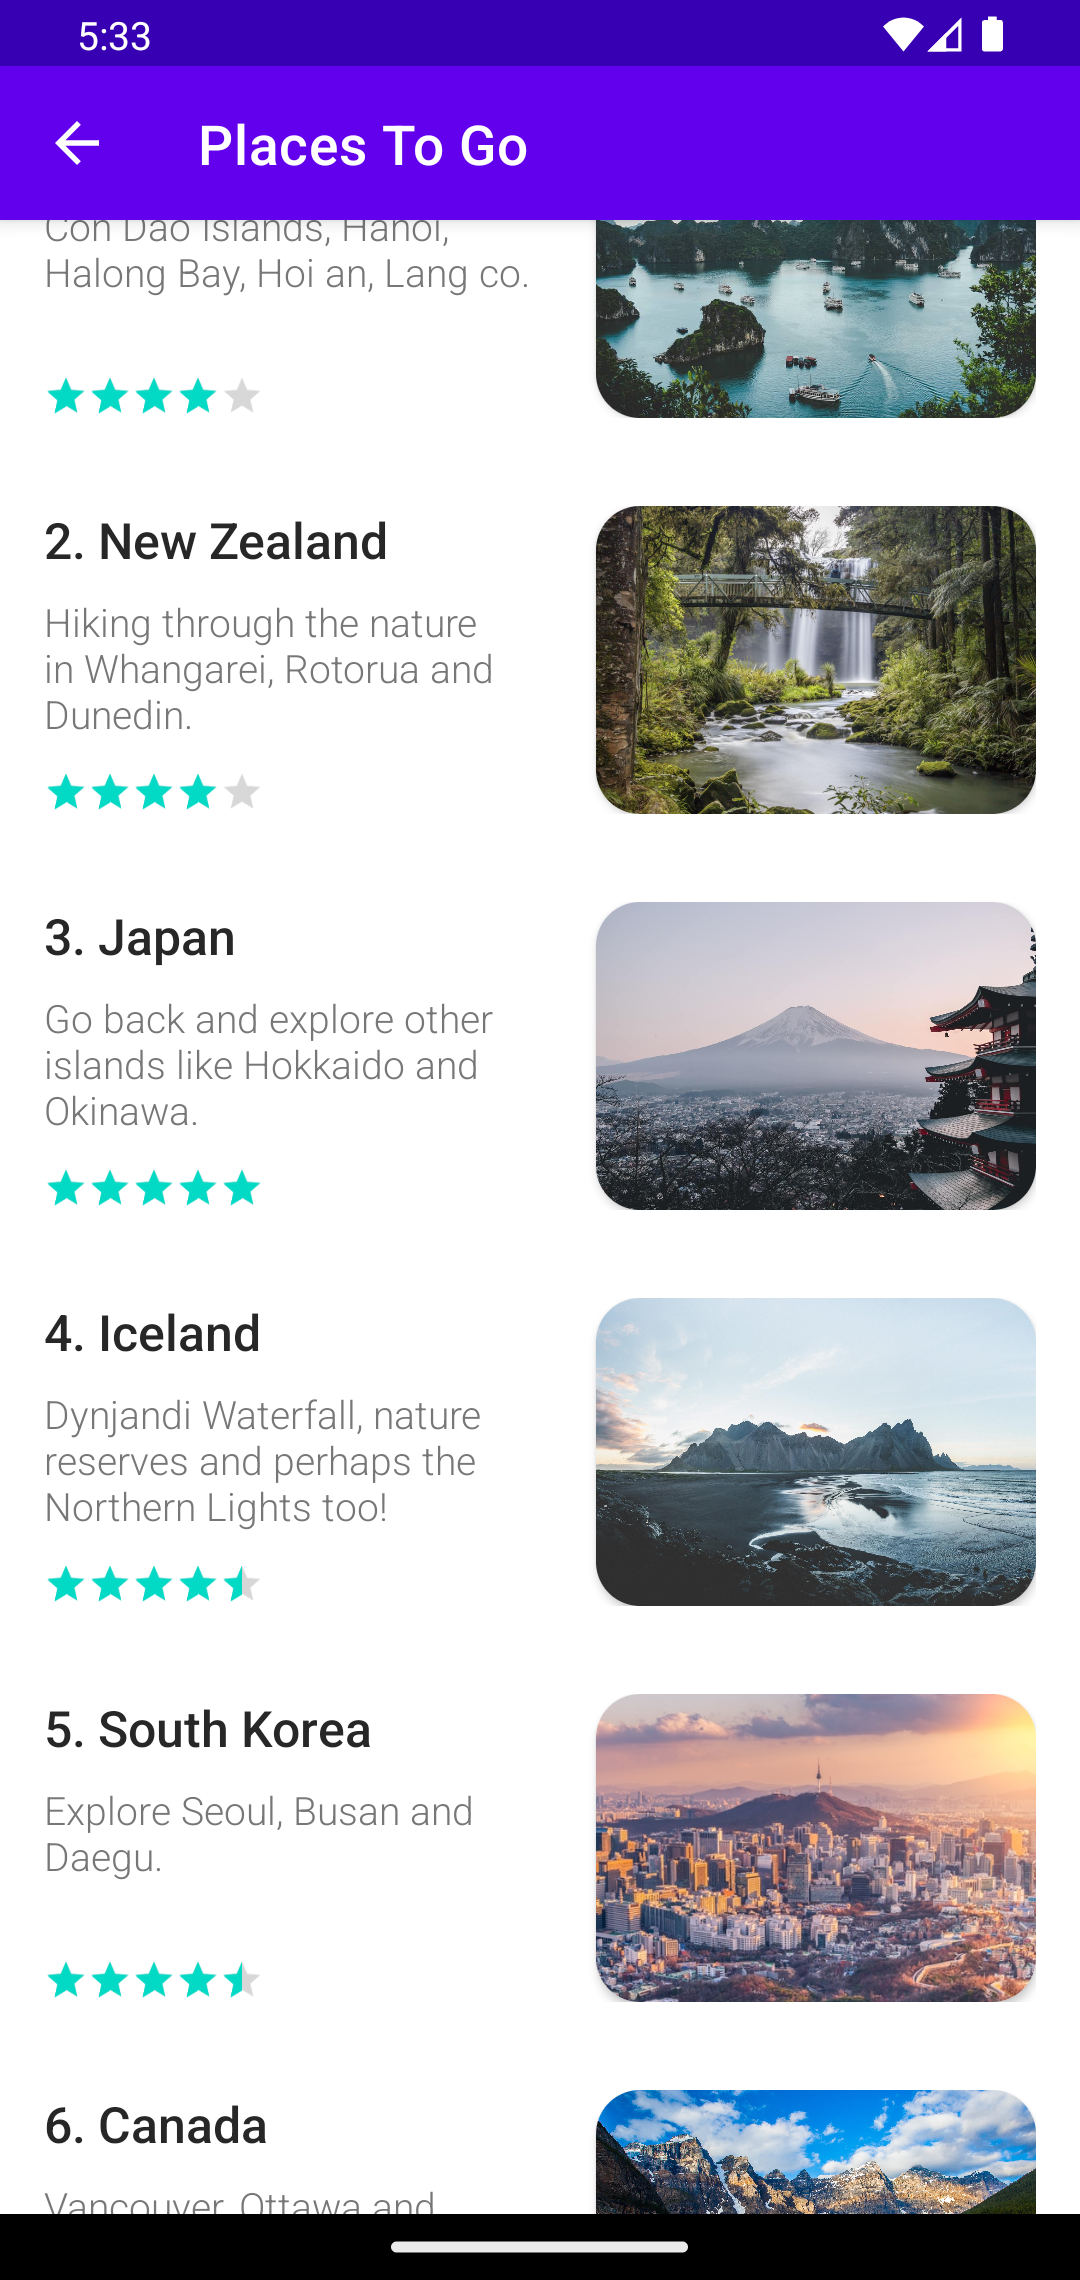 5:33
Places To Go
Con Dao Islands, Hanoi,
Halong Bay, Hoi an, Lang co.
2. New Zealand
Hiking through the nature
in Whangarei, Rotorua and
Dunedin.
3. Japan
Go back and explore other
islands like Hokkaido and
Okinawa.
4. Iceland
Dynjandi Waterfall, nature
reserves and perhaps the
Northern Lights too!
5. South Korea
Explore Seoul, Busan and
Daegu.
6. Canada
Vancouver, Ottawa and